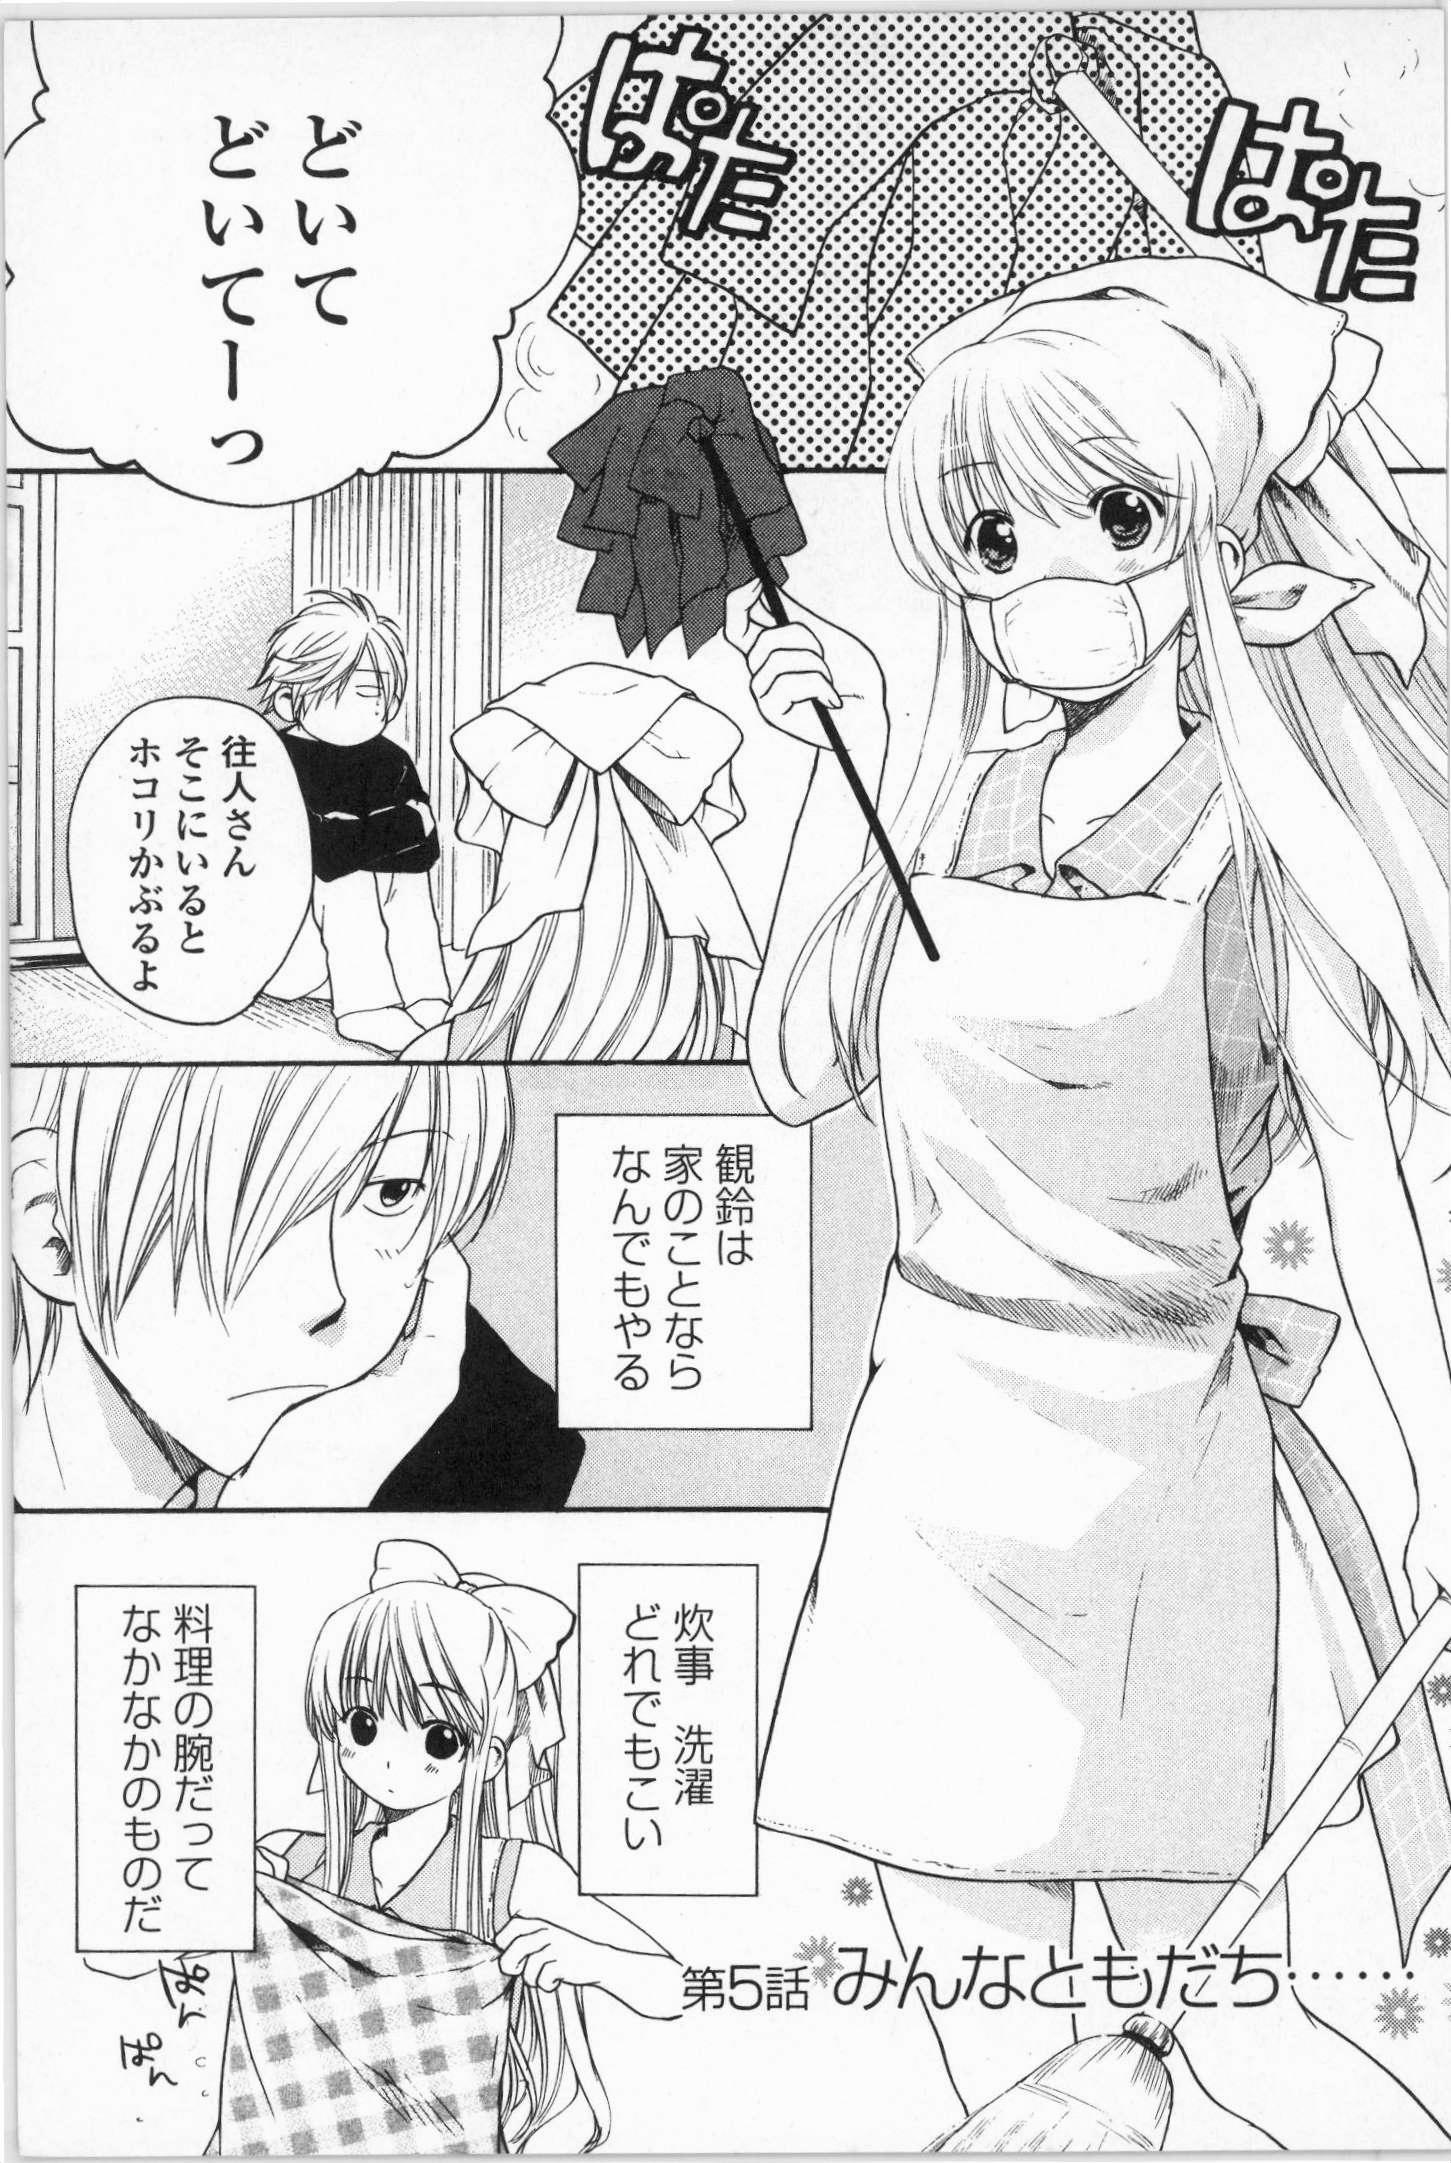 ぱた
ぱた
どいて
どいてーっ
往人さん
そこにいると
ホコリかぶるよ
観鈴は
家のことなら
なんでもやる
炊事 洗濯
どれでもこい
料理の腕だって
なかなかのものだ
ぱん
ぱん
第5話 みんなともだち……